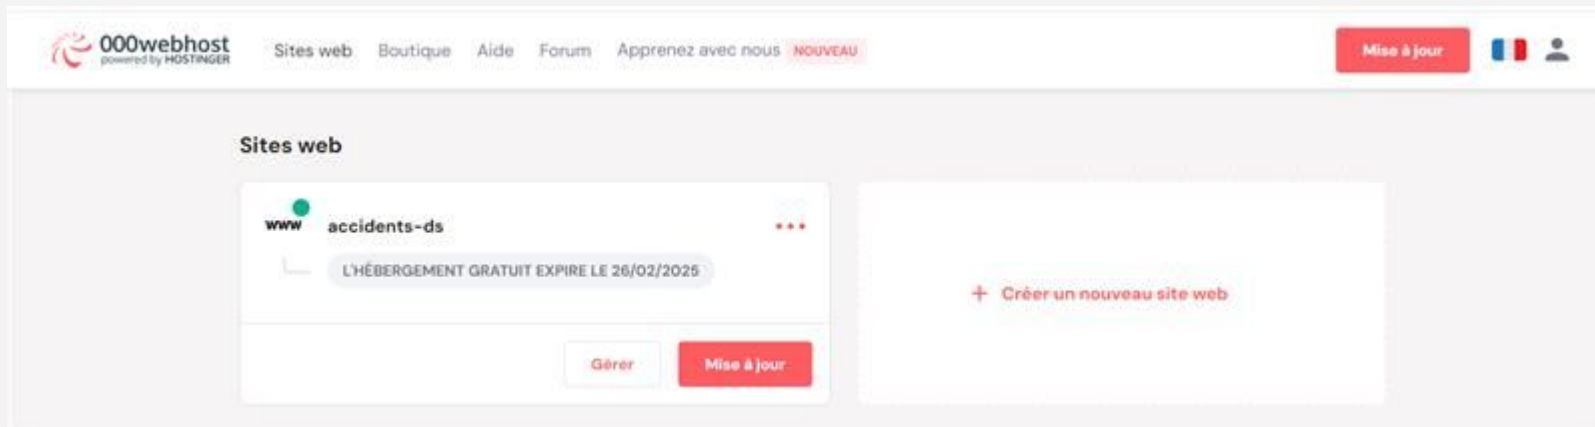 000webhost
powered by HOSTINGER
Sites web Boutique Aide Forum Apprenez avec nous NOUVEAU
Mise à jour
Sites web
www accidents-ds
L'HÉBERGEMENT GRATUIT EXPIRE LE 26/02/2025
+ Créer un nouveau site web
Gérer Mise à jour